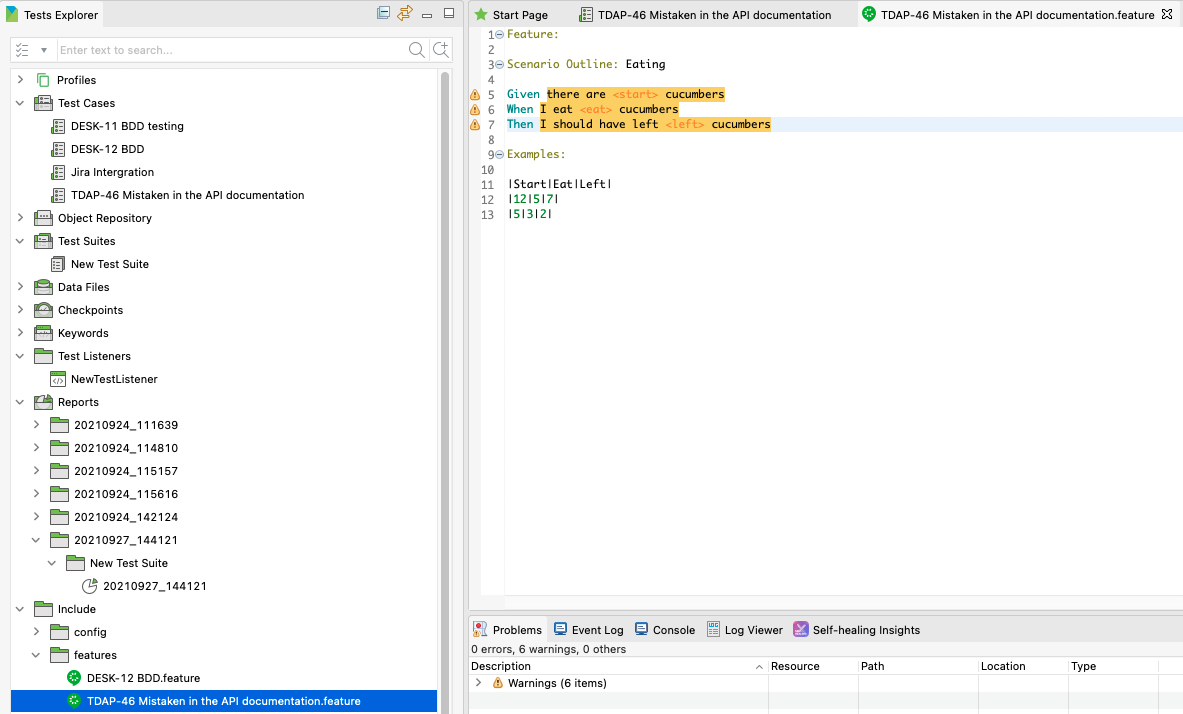 Tests Explorer
Enter text to search...
Profiles
Test Cases
DESK-11 BDD testing
DESK-12 BDD
Jira Intergration
TDAP-46 Mistaken in the API documentation
Object Repository
Test Suites
New Test Suite
Data Files
Checkpoints
Keywords
Test Listeners
NewTestListener
Reports
20210924_111639
20210924_114810
20210924_115157
20210924_115616
20210924_142124
20210927_144121
New Test Suite
20210927_144121
Include
config
features
DESK-12 BDD.feature
TDAP-46 Mistaken in the API documentation.feature
Start Page TDAP-46 Mistaken in the API documentation TDAP-46 Mistaken in the API documentation.feature
1 Feature:
2
3 Scenario Outline: Eating
4
5 Given there are <start> cucumbers
6 When I eat <eat> cucumbers
7 Then I should have left <left> cucumbers
8
9 Examples:
10
11 |Start|Eat|Left|
12 |12|5|7|
13 |5|3|2|
Problems Event Log Console Log Viewer Self-healing Insights
0 errors, 6 warnings, 0 others
Description Resource Path Location Type
Warnings (6 items)